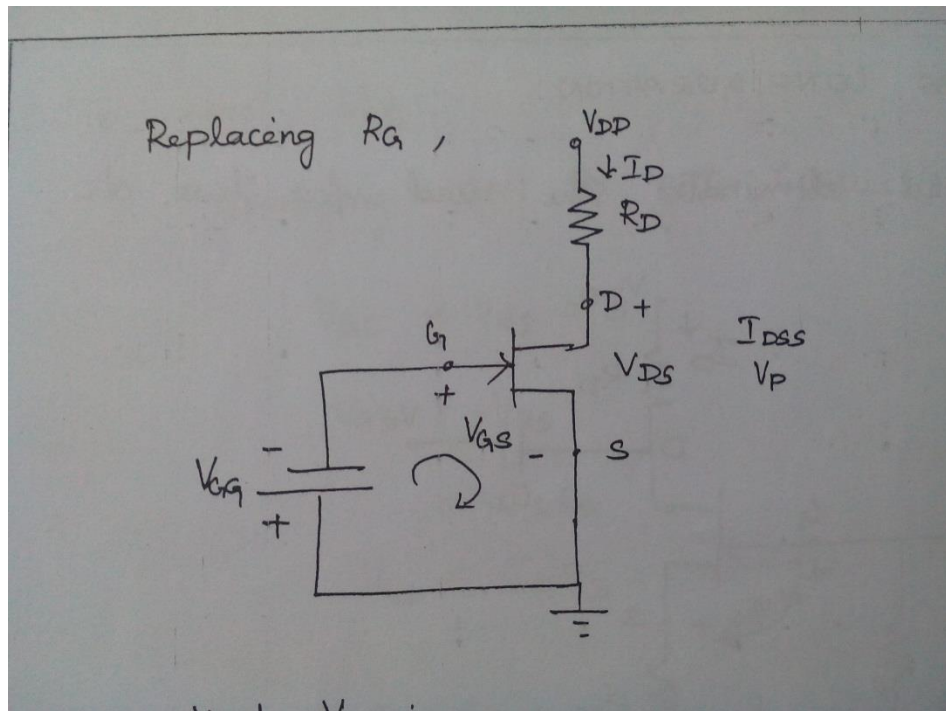 Replacing RG ,
VDD
↓ ID
RD
D +
G
+
VDS
IDSS
VP
VGS -
S
-
VGG
+